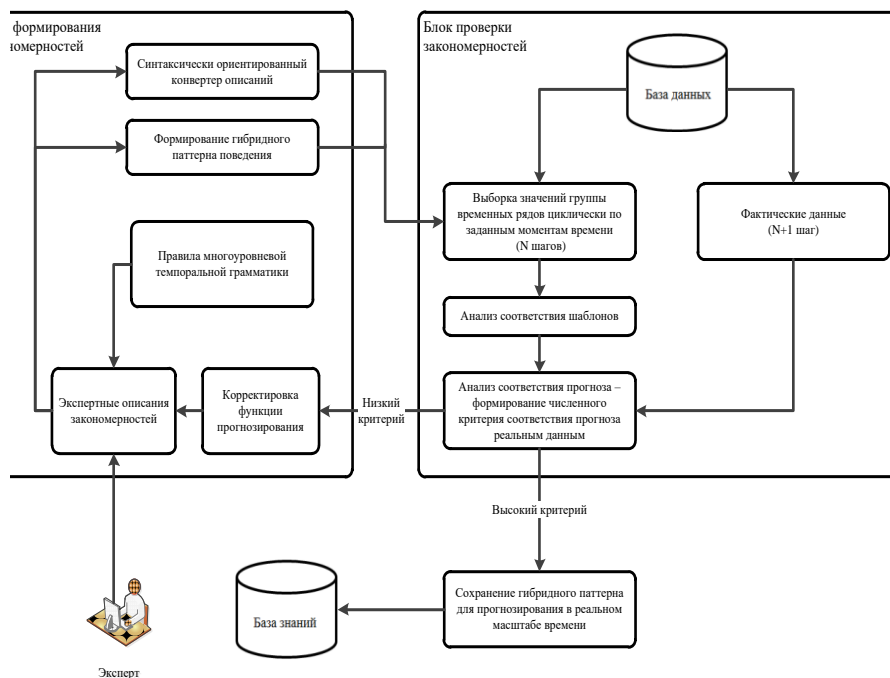 формирования
Синтаксически ориентированный
конвертер описаний
Формирование гибридного
паттерна поведения
Правила многоуровневой
темпоральной грамматики
Экспертные описания
закономерностей
Корректировка
функции
прогнозирования
Низкий
критерий
Блок проверки
закономерностей
База данных
Выборка значений группы
временных рядов циклически по
заданным моментам времени
(N шагов)
Фактические данные
(N+1 шаг)
Анализ соответствия шаблонов
Анализ соответствия прогноза –
формирование численного
критерия соответствия прогноза
реальным данным
Высокий критерий
Сохранение гибридного паттерна
для прогнозирования в реальном
масштабе времени
База знаний
Эксперт